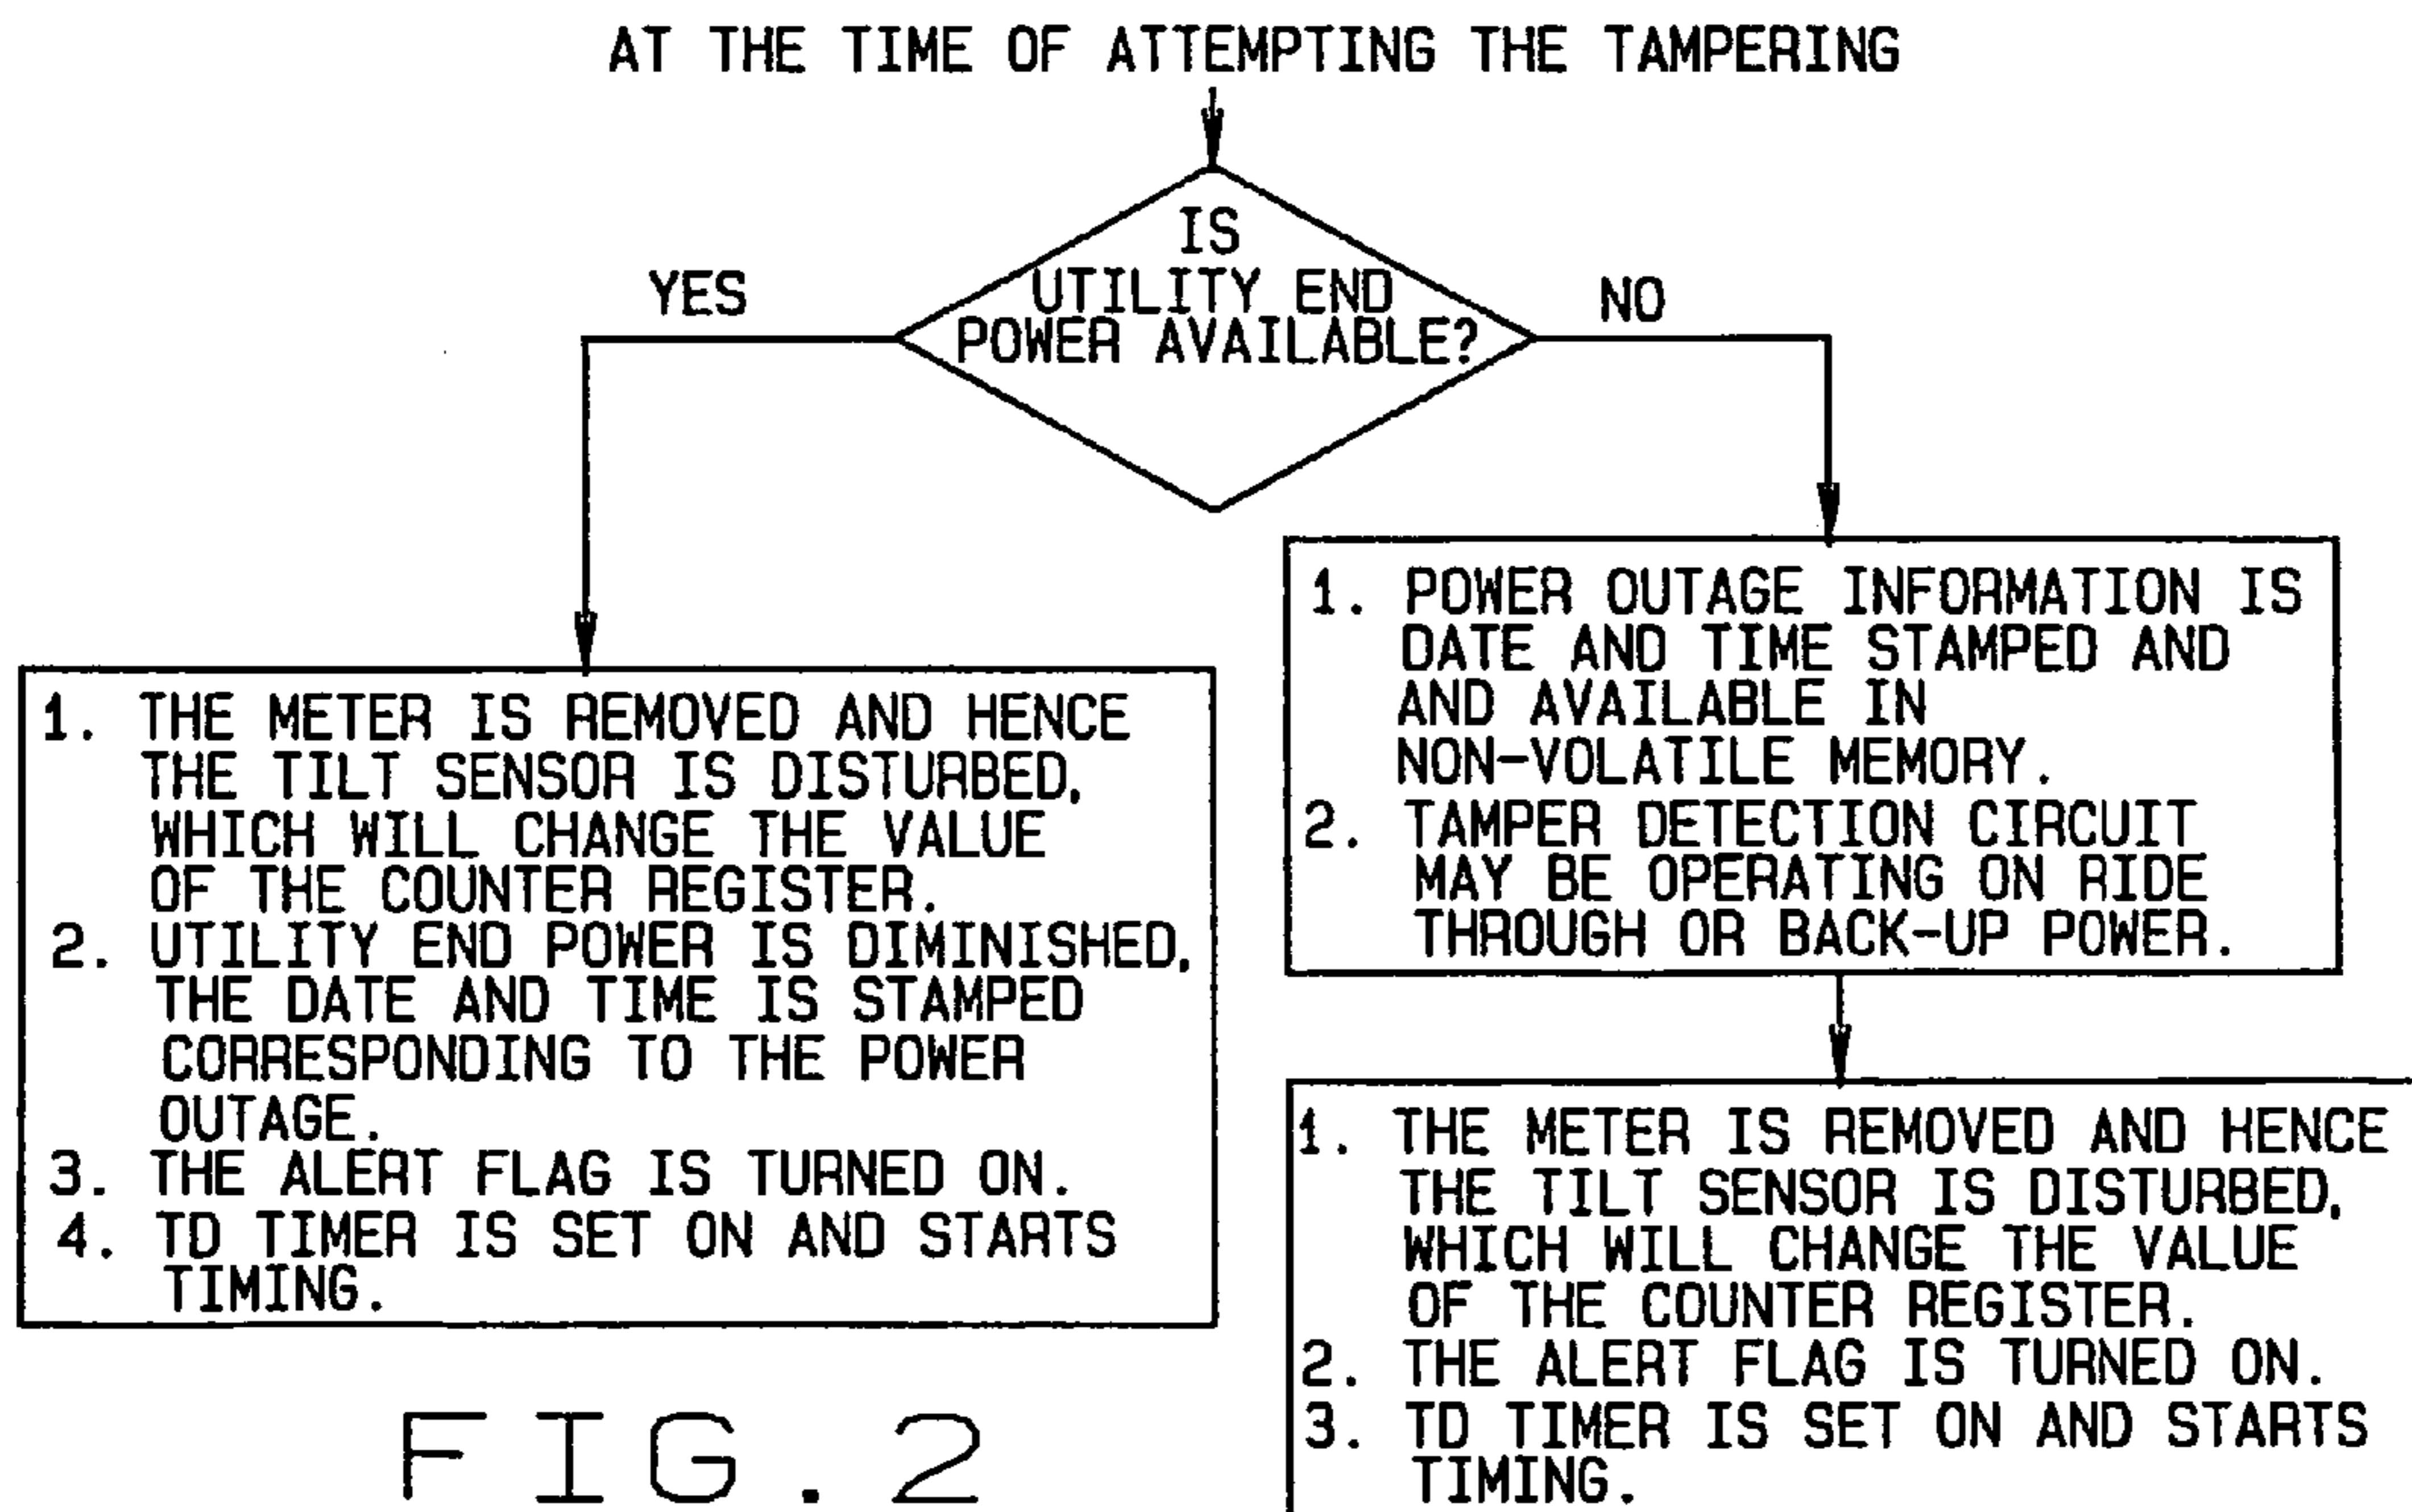 AT THE TIME OF ATTEMPTING THE TAMPERING
IS
UTILITY END
POWER AVAILABLE?
YES
NO
1. THE METER IS REMOVED AND HENCE
THE TILT SENSOR IS DISTURBED,
WHICH WILL CHANGE THE VALUE
OF THE COUNTER REGISTER.
2. UTILITY END POWER IS DIMINISHED,
THE DATE AND TIME IS STAMPED
CORRESPONDING TO THE POWER
OUTAGE.
3. THE ALERT FLAG IS TURNED ON.
4. TD TIMER IS SET ON AND STARTS
TIMING.
1. POWER OUTAGE INFORMATION IS
DATE AND TIME STAMPED AND
AND AVAILABLE IN
NON-VOLATILE MEMORY.
2. TAMPER DETECTION CIRCUIT
MAY BE OPERATING ON RIDE
THROUGH OR BACK-UP POWER.
1. THE METER IS REMOVED AND HENCE
THE TILT SENSOR IS DISTURBED,
WHICH WILL CHANGE THE VALUE
OF THE COUNTER REGISTER.
2. THE ALERT FLAG IS TURNED ON.
3. TD TIMER IS SET ON AND STARTS
TIMING.
FIG. 2